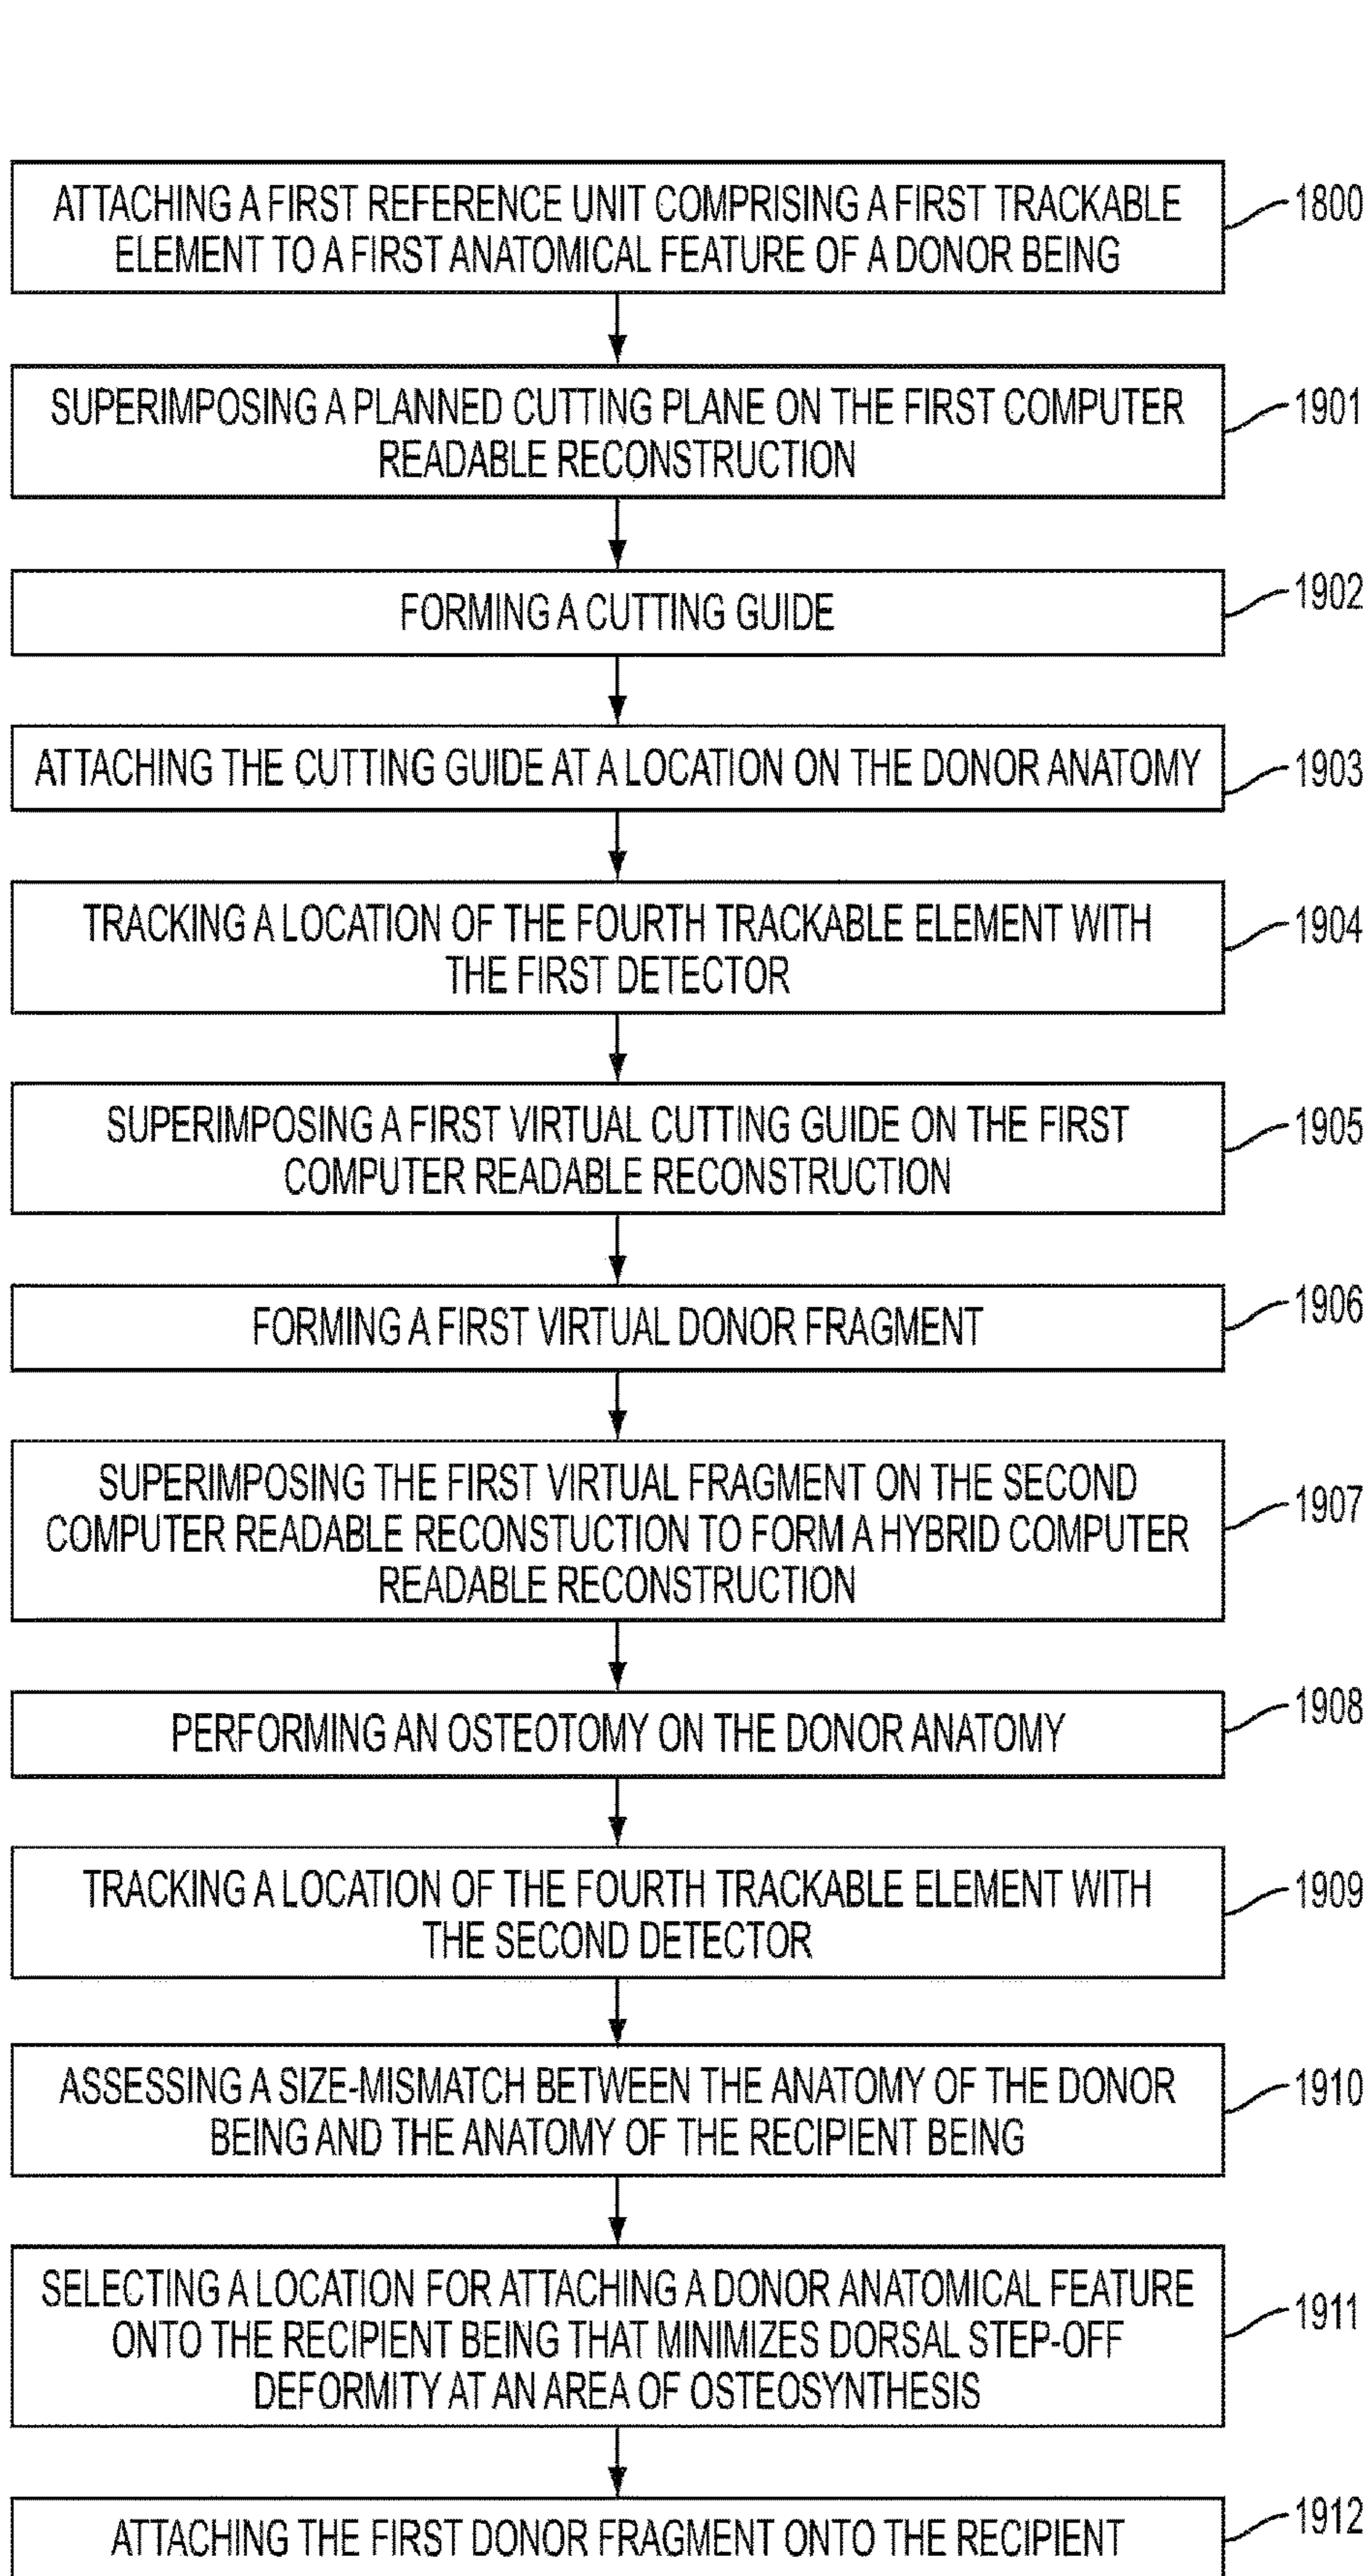 ATTACHING A FIRST REFERENCE UNIT COMPRISING A FIRST TRACKABLE
ELEMENT TO A FIRST ANATOMICAL FEATURE OF A DONOR BEING
1800
SUPERIMPOSING A PLANNED CUTTING PLANE ON THE FIRST COMPUTER
READABLE RECONSTRUCTION
1901
FORMING A CUTTING GUIDE
1902
ATTACHING THE CUTTING GUIDE AT A LOCATION ON THE DONOR ANATOMY
1903
TRACKING A LOCATION OF THE FOURTH TRACKABLE ELEMENT WITH
THE FIRST DETECTOR
1904
SUPERIMPOSING A FIRST VIRTUAL CUTTING GUIDE ON THE FIRST
COMPUTER READABLE RECONSTRUCTION
1905
FORMING A FIRST VIRTUAL DONOR FRAGMENT
1906
SUPERIMPOSING THE FIRST VIRTUAL FRAGMENT ON THE SECOND
COMPUTER READABLE RECONSTUCTION TO FORM A HYBRID COMPUTER
READABLE RECONSTRUCTION
1907
PERFORMING AN OSTEOTOMY ON THE DONOR ANATOMY
1908
TRACKING A LOCATION OF THE FOURTH TRACKABLE ELEMENT WITH
THE SECOND DETECTOR
1909
ASSESSING A SIZE-MISMATCH BETWEEN THE ANATOMY OF THE DONOR
BEING AND THE ANATOMY OF THE RECIPIENT BEING
1910
SELECTING A LOCATION FOR ATTACHING A DONOR ANATOMICAL FEATURE
ONTO THE RECIPIENT BEING THAT MINIMIZES DORSAL STEP-OFF
DEFORMITY AT AN AREA OF OSTEOSYNTHESIS
1911
ATTACHING THE FIRST DONOR FRAGMENT ONTO THE RECIPIENT
1912